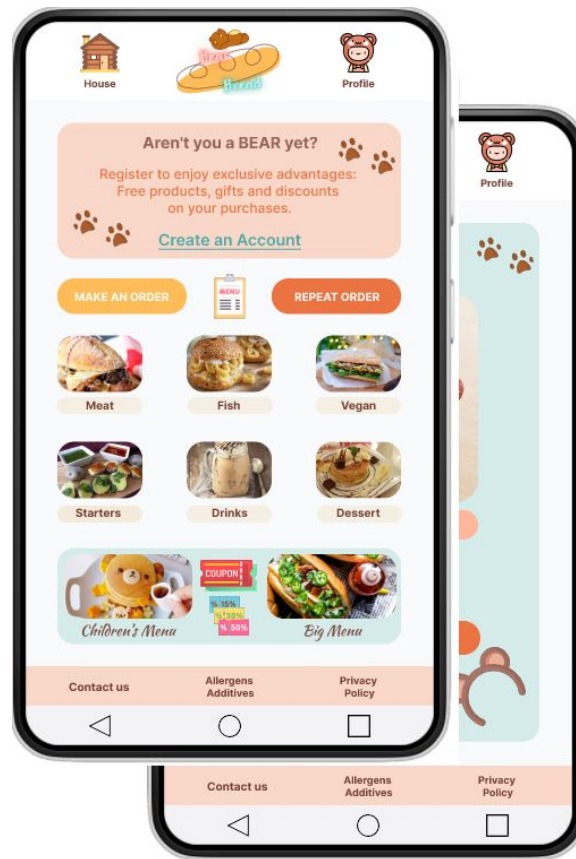 House
Bear
Bread
Profile
Aren't you a BEAR yet?
Register to enjoy exclusive advantages:
Free products, gifts and discounts
on your purchases.
Create an Account
MAKE AN ORDER
MENU
REPEAT ORDER
Meat
Fish
Vegan
Starters
Drinks
Dessert
COUPON
% 15%
% 30%
% 50%
Children's Menu
Big Menu
Contact us
Allergens
Additives
Privacy
Policy
Profile
Contact us
Allergens
Additives
Privacy
Policy